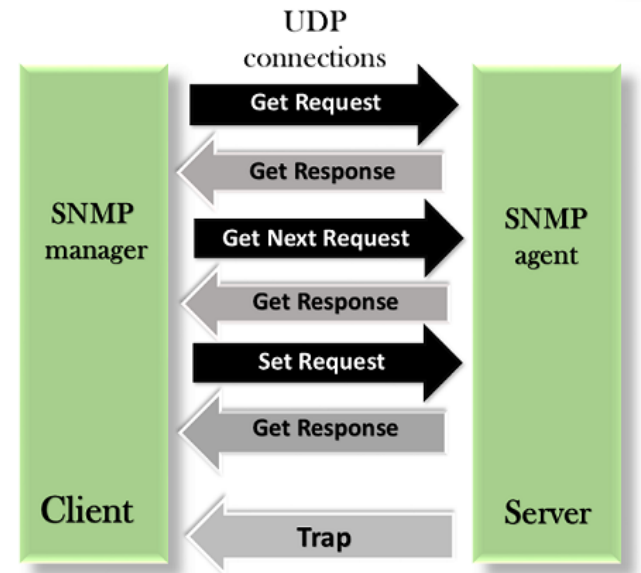 UDP
connections
Get Request
Get Response
SNMP
manager
Get Next Request
SNMP
agent
Get Response
Set Request
Get Response
Client
Server
Trap